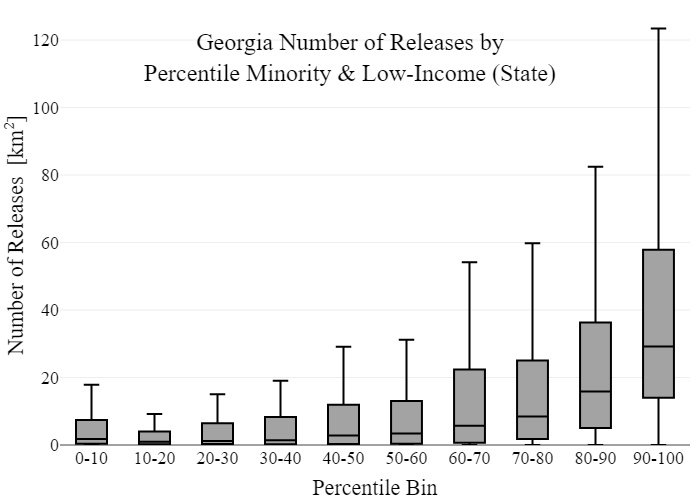 Georgia Number of Releases by
Percentile Minority & Low-Income (State)
Number of Releases [km²]
120
100
80
60
40
20
0
0-10 10-20 20-30 30-40 40-50 50-60 60-70 70-80 80-90 90-100
Percentile Bin